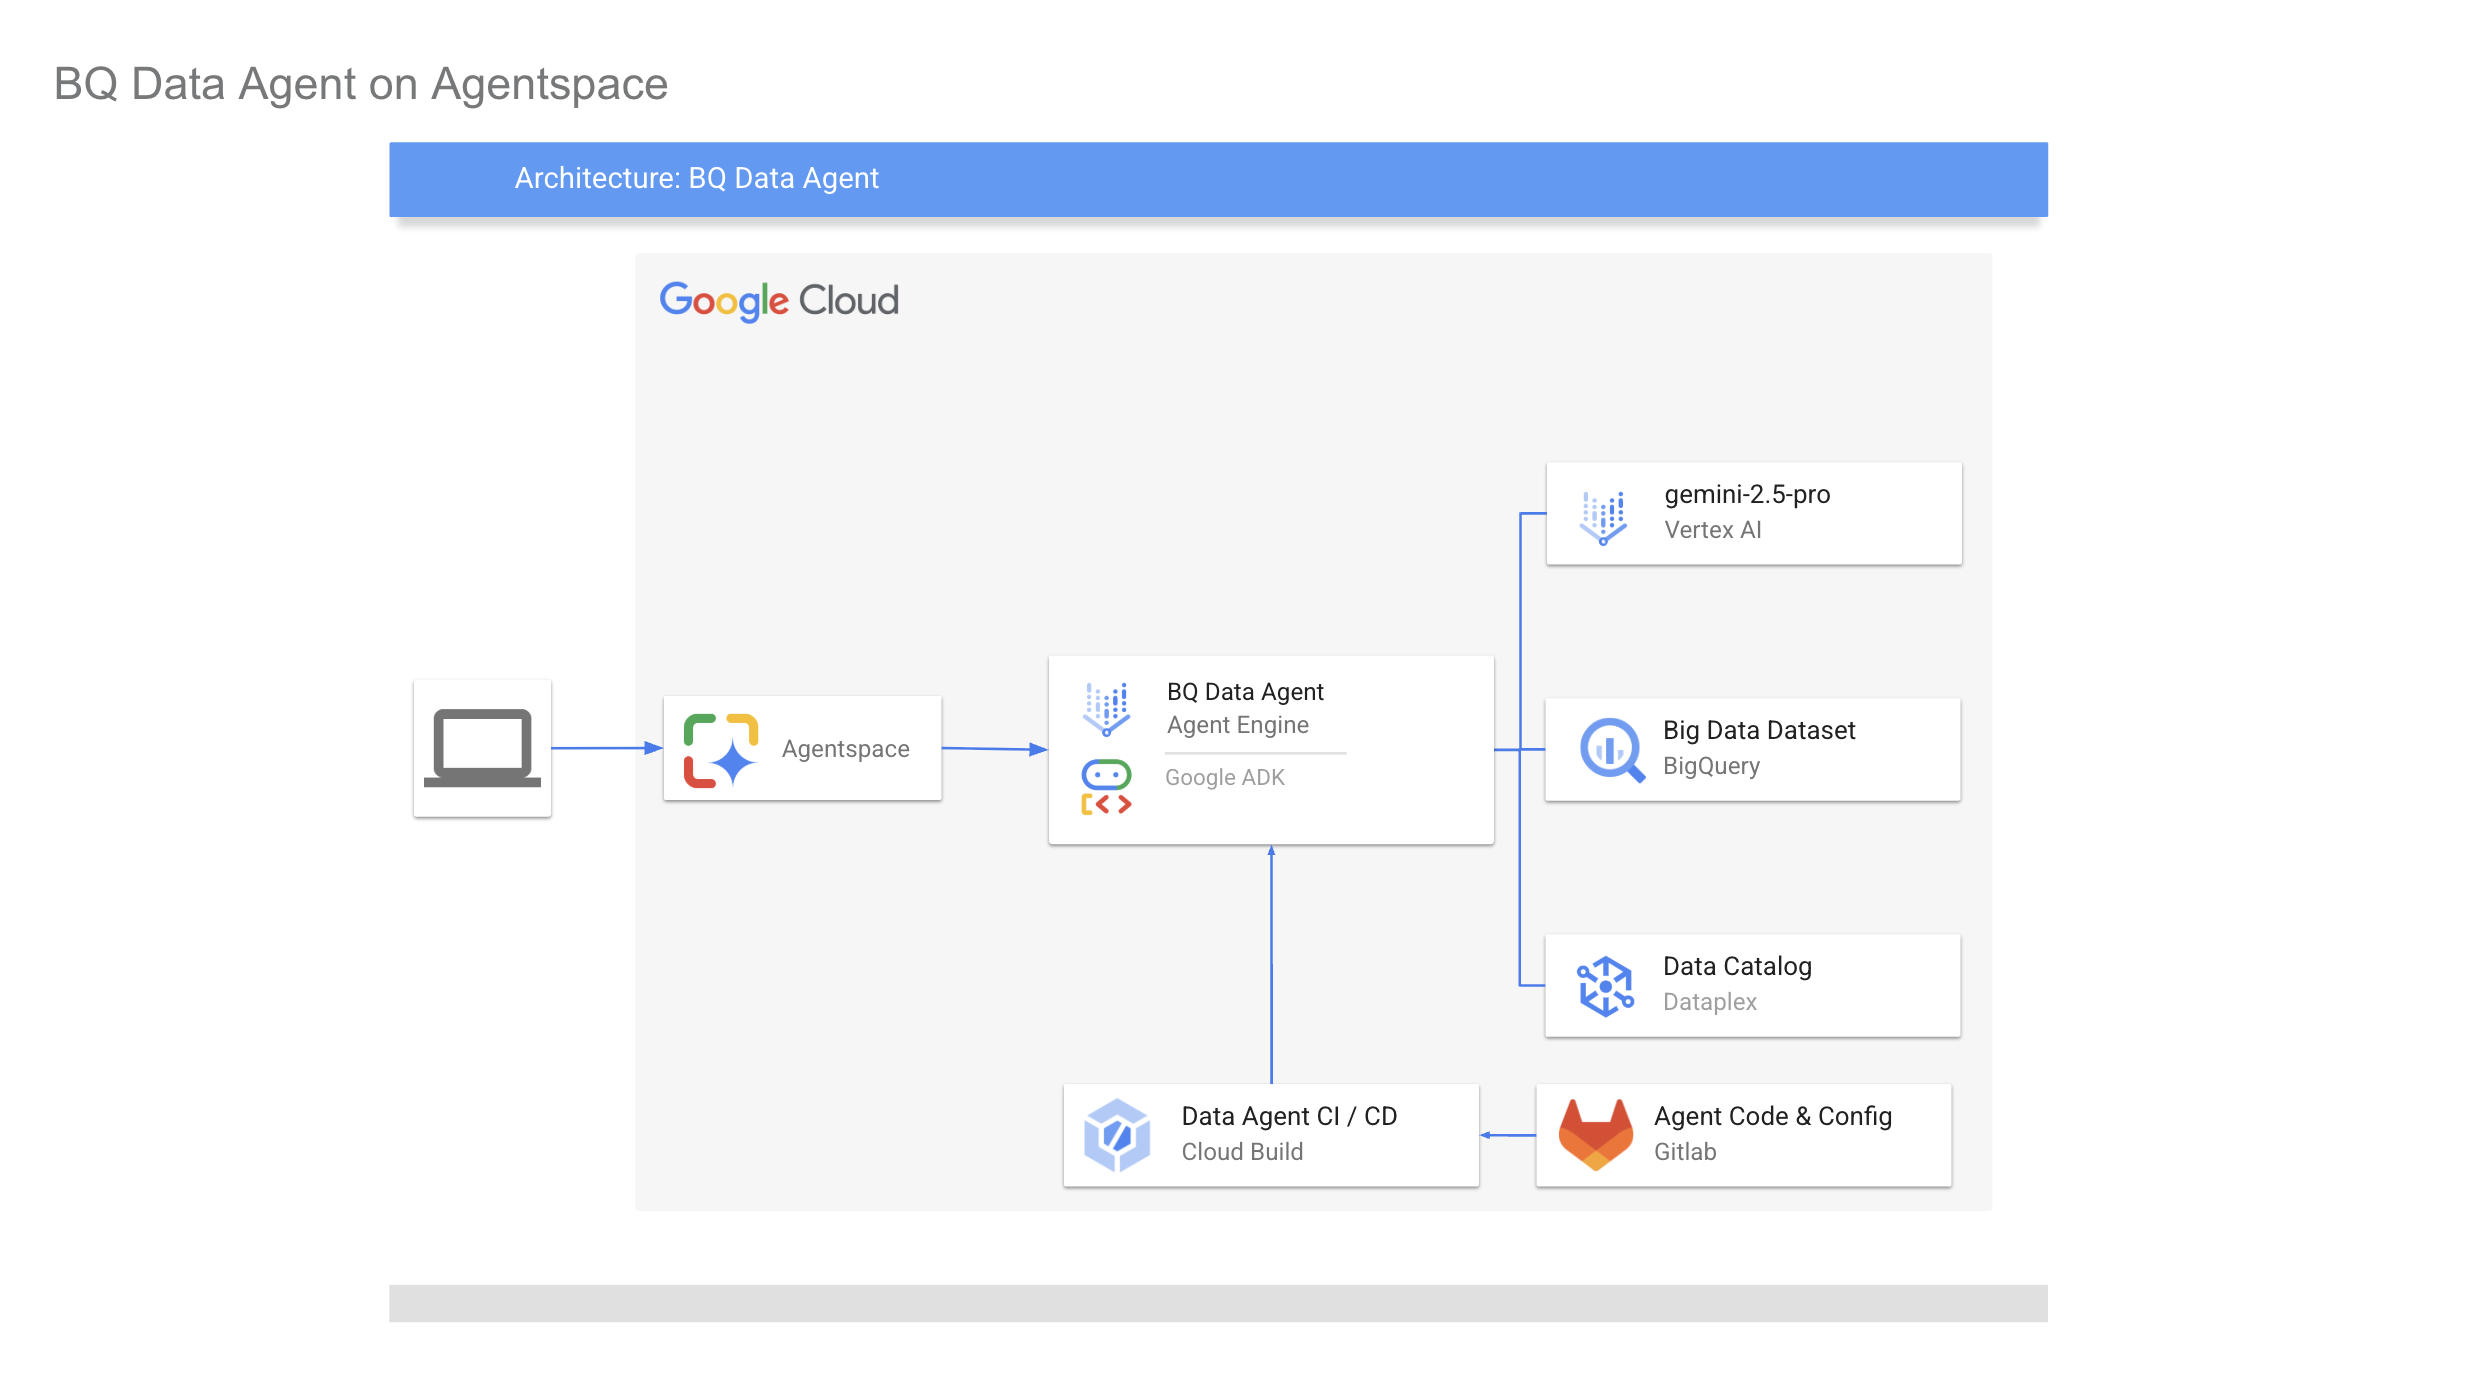 BQ Data Agent on Agentspace
Architecture: BQ Data Agent
Google Cloud
gemini-2.5-pro
Vertex AI
BQ Data Agent
Agent Engine
Google ADK
Agentspace
Big Data Dataset
BigQuery
Data Catalog
Dataplex
Data Agent CI / CD
Cloud Build
Agent Code & Config
Gitlab